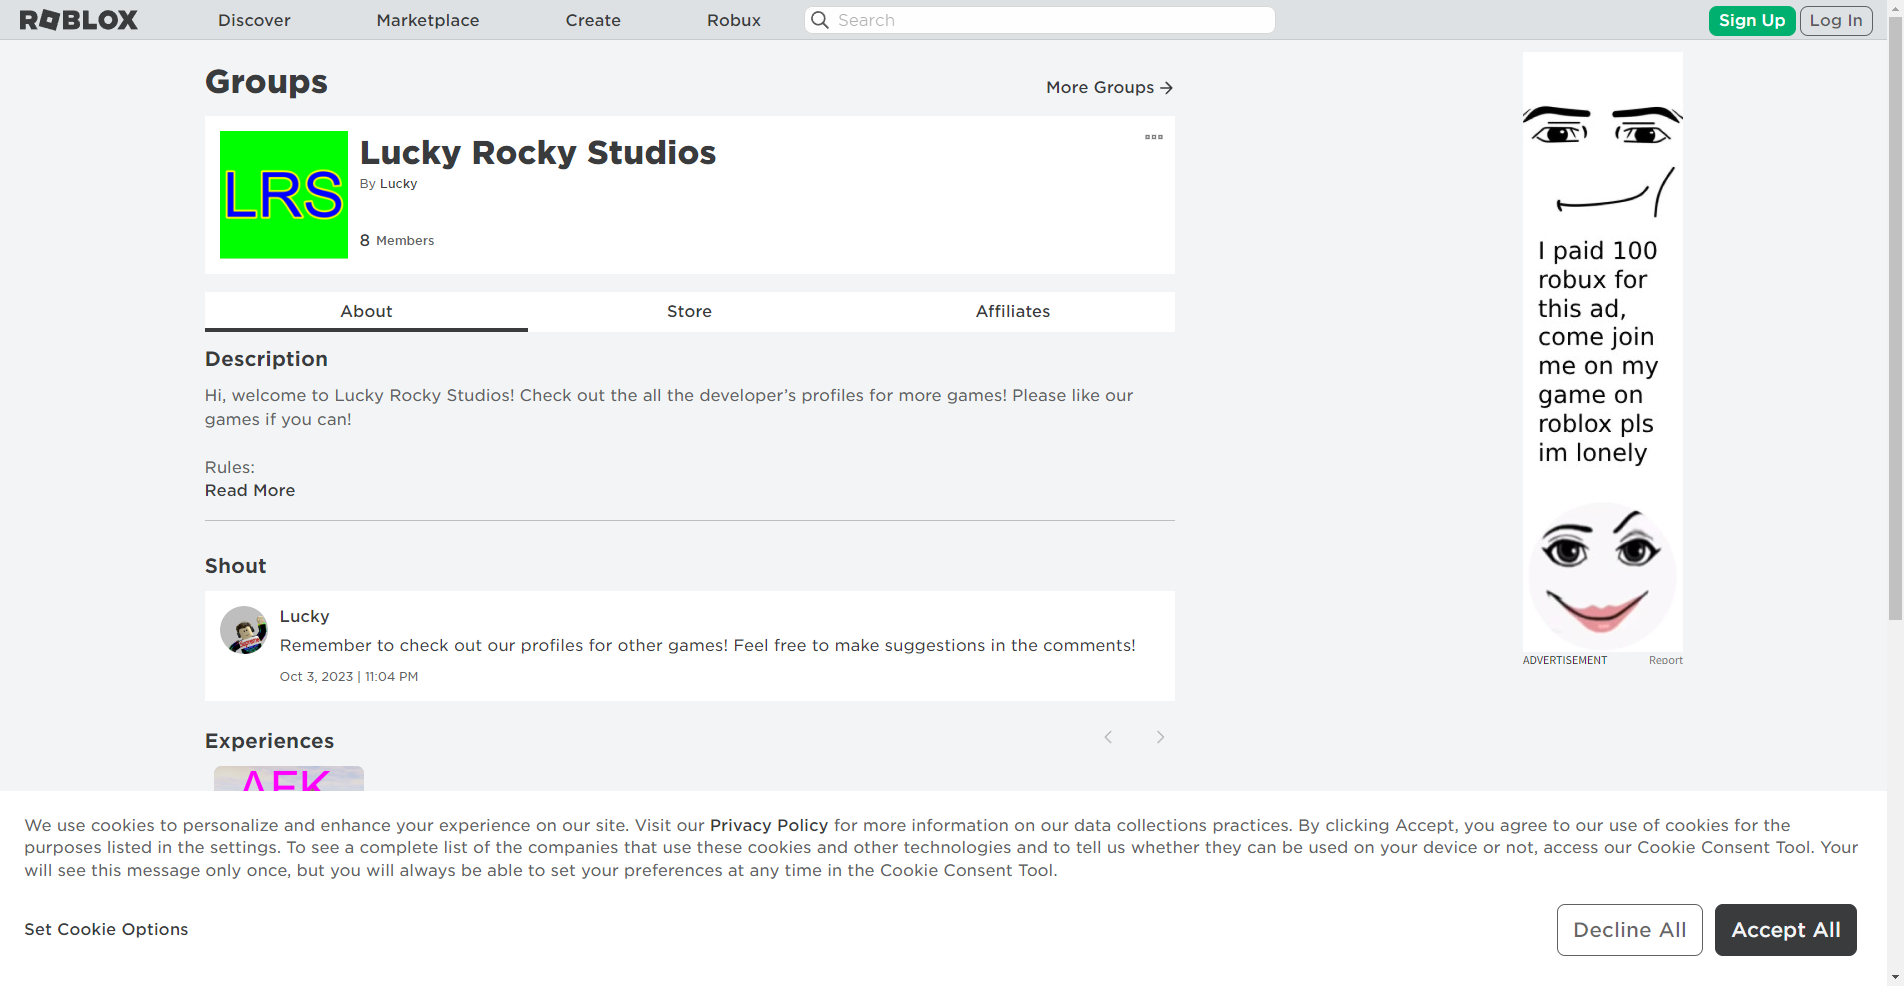 ROBLOX Discover Marketplace Create Robux Search Sign Up Log In
Groups
More Groups →
LRS
Lucky Rocky Studios
By Lucky
8 Members
About Store Affiliates
Description
Hi, welcome to Lucky Rocky Studios! Check out the all the developer’s profiles for more games! Please like our
games if you can!
Rules:
Read More
Shout
Lucky
Remember to check out our profiles for other games! Feel free to make suggestions in the comments!
Oct 3, 2023 | 11:04 PM
Experiences
AFK
I paid 100
robux for
this ad,
come join
me on my
game on
roblox pls
im lonely
ADVERTISEMENT Report
We use cookies to personalize and enhance your experience on our site. Visit our Privacy Policy for more information on our data collections practices. By clicking Accept, you agree to our use of cookies for the
purposes listed in the settings. To see a complete list of the companies that use these cookies and other technologies and to tell us whether they can be used on your device or not, access our Cookie Consent Tool. Your
will see this message only once, but you will always be able to set your preferences at any time in the Cookie Consent Tool.
Set Cookie Options
Decline All
Accept All